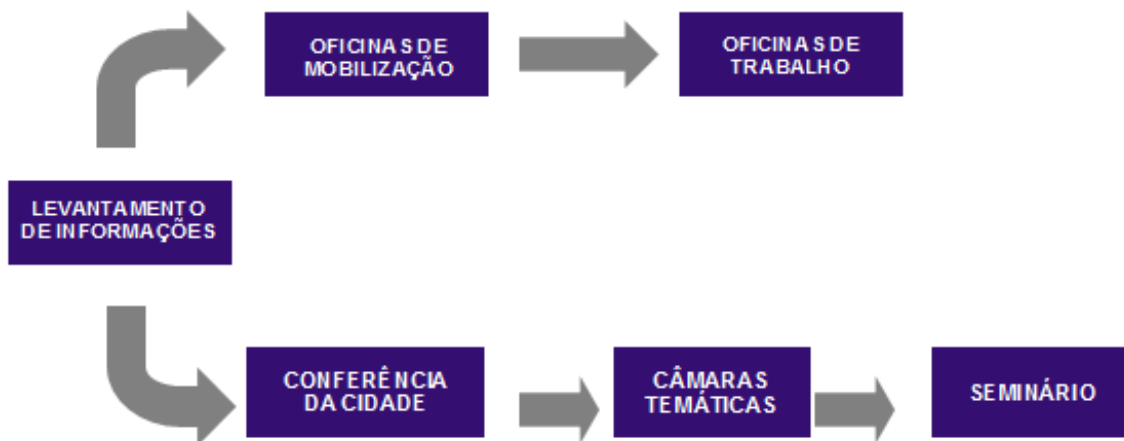 OFICINAS DE
MOBILIZAÇÃO
OFICINAS DE
TRABALHO
LEVANTAMENTO
DE INFORMAÇÕES
CONFERÊNCIA
DA CIDADE
CÂMARAS
TEMÁTICAS
SEMINÁRIO